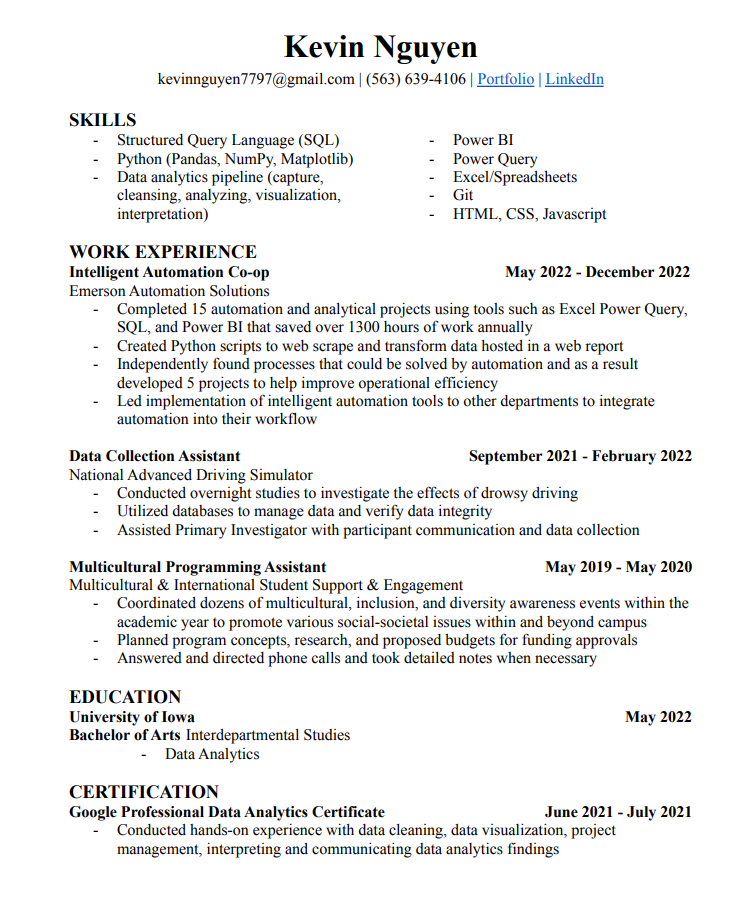 Kevin Nguyen
kevinnguyen7797@gmail.com | (563) 639-4106 | Portfolio | LinkedIn
SKILLS
- Structured Query Language (SQL)
- Python (Pandas, NumPy, Matplotlib)
- Data analytics pipeline (capture,
cleansing, analyzing, visualization,
interpretation)
- Power BI
- Power Query
- Excel/Spreadsheets
- Git
- HTML, CSS, Javascript
WORK EXPERIENCE
Intelligent Automation Co-op May 2022 - December 2022
Emerson Automation Solutions
- Completed 15 automation and analytical projects using tools such as Excel Power Query,
SQL, and Power BI that saved over 1300 hours of work annually
- Created Python scripts to web scrape and transform data hosted in a web report
- Independently found processes that could be solved by automation and as a result
developed 5 projects to help improve operational efficiency
- Led implementation of intelligent automation tools to other departments to integrate
automation into their workflow
Data Collection Assistant September 2021 - February 2022
National Advanced Driving Simulator
- Conducted overnight studies to investigate the effects of drowsy driving
- Utilized databases to manage data and verify data integrity
- Assisted Primary Investigator with participant communication and data collection
Multicultural Programming Assistant May 2019 - May 2020
Multicultural & International Student Support & Engagement
- Coordinated dozens of multicultural, inclusion, and diversity awareness events within the
academic year to promote various social-societal issues within and beyond campus
- Planned program concepts, research, and proposed budgets for funding approvals
- Answered and directed phone calls and took detailed notes when necessary
EDUCATION
University of Iowa May 2022
Bachelor of Arts Interdepartmental Studies
- Data Analytics
CERTIFICATION
Google Professional Data Analytics Certificate June 2021 - July 2021
- Conducted hands-on experience with data cleaning, data visualization, project
management, interpreting and communicating data analytics findings